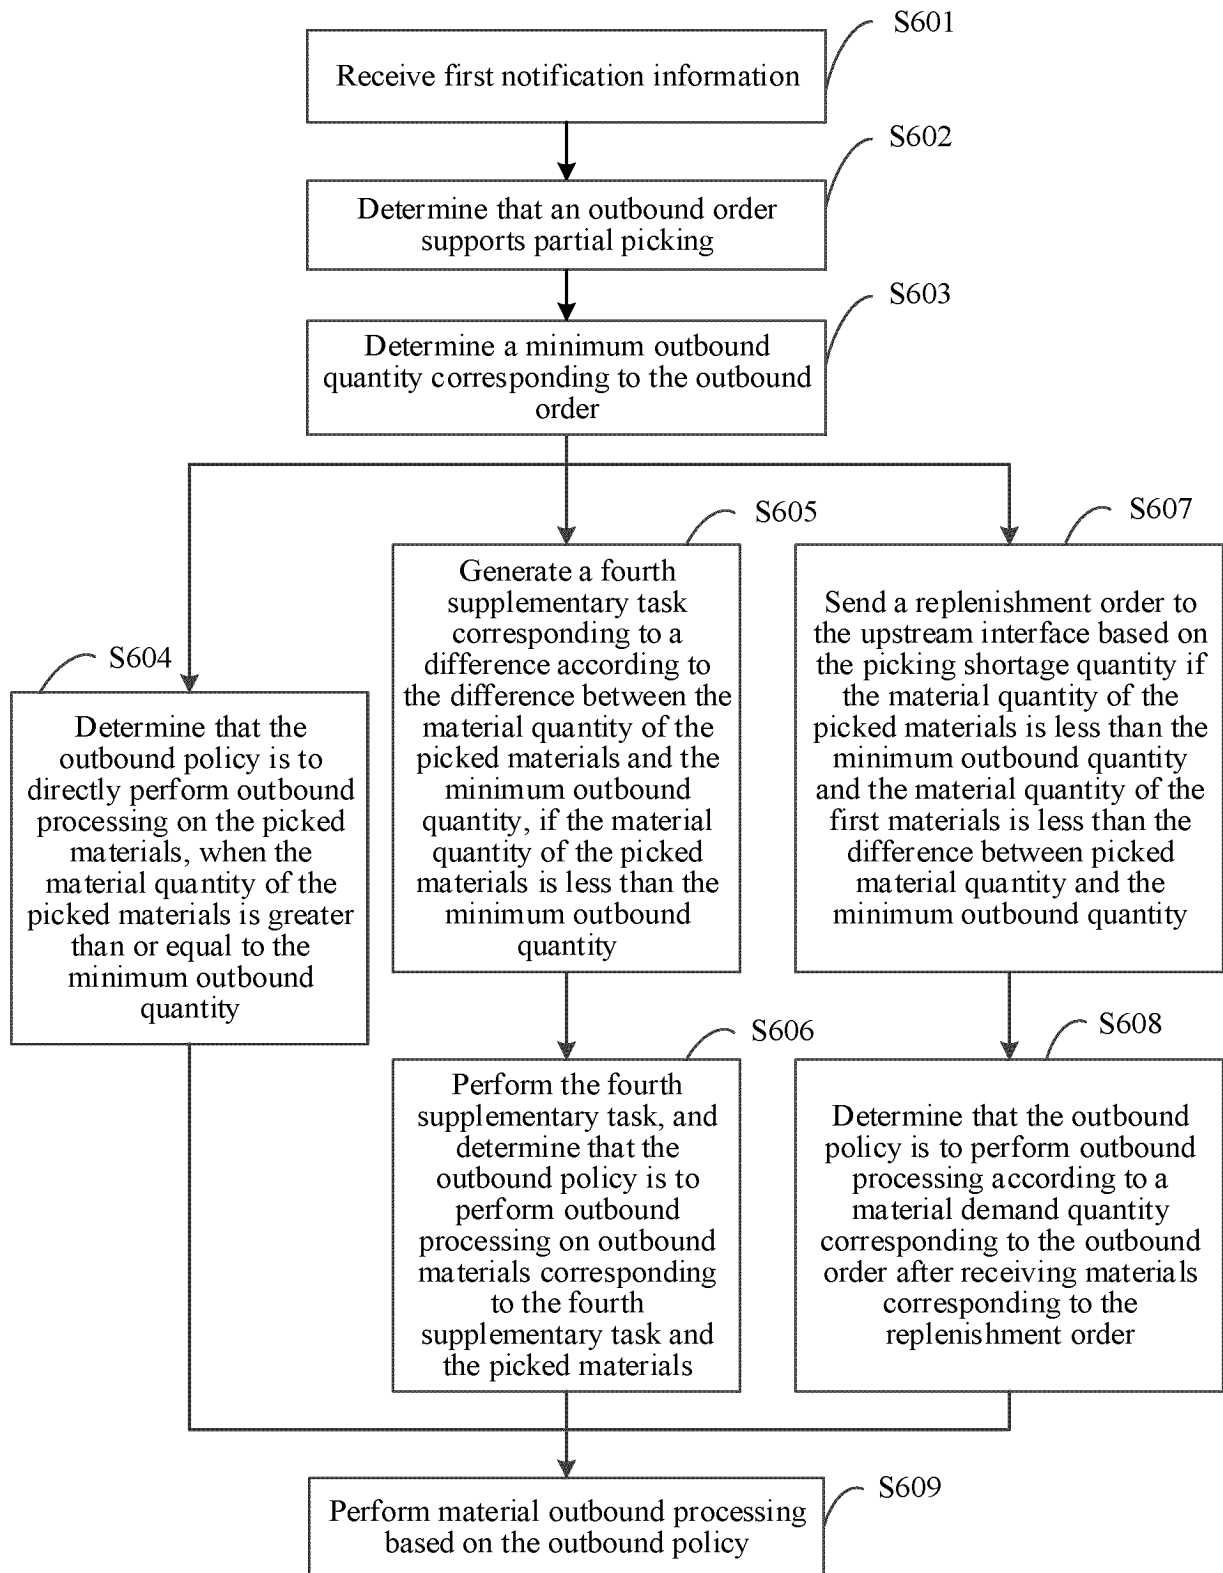 S601
Receive first notification information
S602
Determine that an outbound order
supports partial picking
S603
Determine a minimum outbound
quantity corresponding to the outbound
order
S604
Determine that the
outbound policy is to
directly perform outbound
processing on the picked
materials, when the
material quantity of the
picked materials is greater
than or equal to the
minimum outbound
quantity
S605
Generate a fourth
supplementary task
corresponding to a
difference according to
the difference between the
material quantity of the
picked materials and the
minimum outbound
quantity, if the material
quantity of the picked
materials is less than the
minimum outbound
quantity
S606
Perform the fourth
supplementary task, and
determine that the
outbound policy is to
perform outbound
processing on outbound
materials corresponding
to the fourth
supplementary task and
the picked materials
S607
Send a replenishment order to
the upstream interface based on
the picking shortage quantity if
the material quantity of the
picked materials is less than the
minimum outbound quantity
and the material quantity of the
first materials is less than the
difference between picked
material quantity and the
minimum outbound quantity
S608
Determine that the outbound
policy is to perform outbound
processing according to a
material demand quantity
corresponding to the outbound
order after receiving materials
corresponding to the
replenishment order
S609
Perform material outbound processing
based on the outbound policy